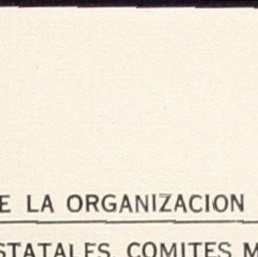 E LA ORGANIZACION
STATALES, COMITES M